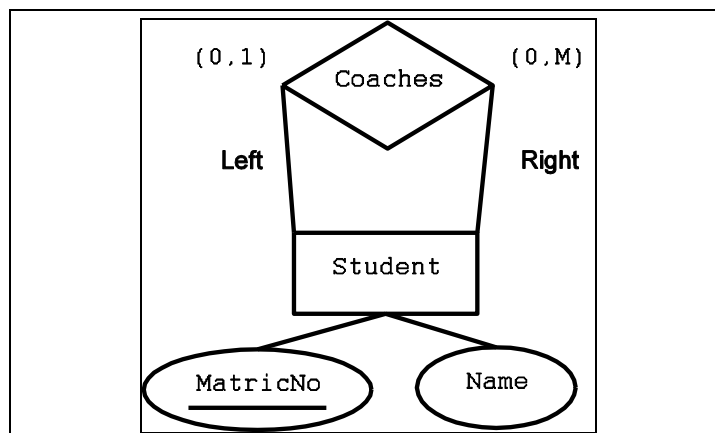 (0,1)
Coaches
(0,M)
Left
Right
Student
MatricNo
Name